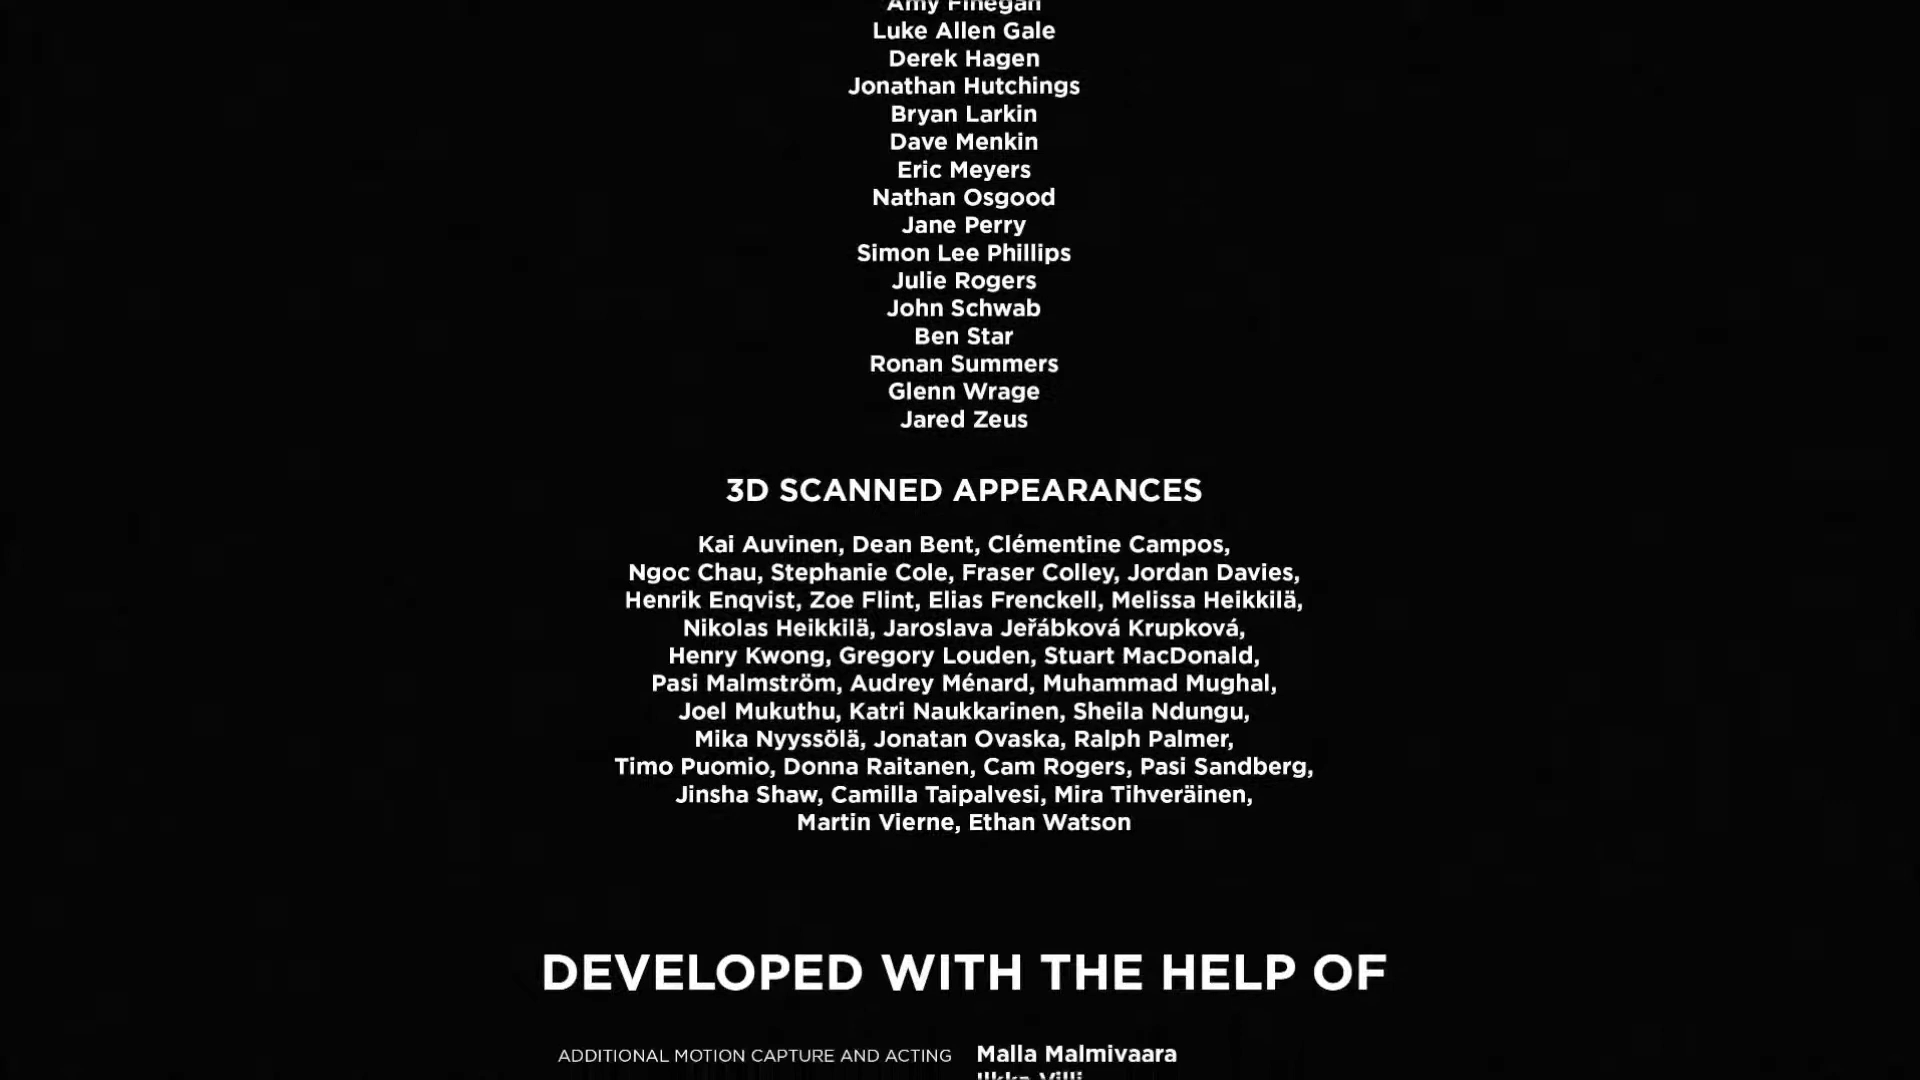 Amy Finegan
Luke Allen Gale
Derek Hagen
Jonathan Hutchings
Bryan Larkin
Dave Menkin
Eric Meyers
Nathan Osgood
Jane Perry
Simon Lee Phillips
Julie Rogers
John Schwab
Ben Star
Ronan Summers
Glenn Wrage
Jared Zeus
3D SCANNED APPEARANCES
Kai Auvinen, Dean Bent, Clémentine Campos,
Ngoc Chau, Stephanie Cole, Fraser Colley, Jordan Davies,
Henrik Enqvist, Zoe Flint, Elias Frenckell, Melissa Heikkilä,
Nikolas Heikkilä, Jaroslava Jeřábková Krupková,
Henry Kwong, Gregory Louden, Stuart MacDonald,
Pasi Malmström, Audrey Ménard, Muhammad Mughal,
Joel Mukuthu, Katri Naukkarinen, Sheila Ndungu,
Mika Nyyssölä, Jonatan Ovaska, Ralph Palmer,
Timo Puomio, Donna Raitanen, Cam Rogers, Pasi Sandberg,
Jinsha Shaw, Camilla Taipalvesi, Mira Tihveräinen,
Martin Vierne, Ethan Watson
DEVELOPED WITH THE HELP OF
ADDITIONAL MOTION CAPTURE AND ACTING Malla Malmivaara
Ilkka Villi